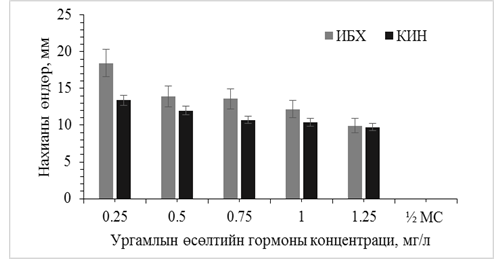 ИБХ КИН
Нахианы өндөр, мм
25
20
15
10
5
0
0.25 0.5 0.75 1 1.25 ½ МС
Ургамлын өсөлтийн гормоны концентраци, мг/л